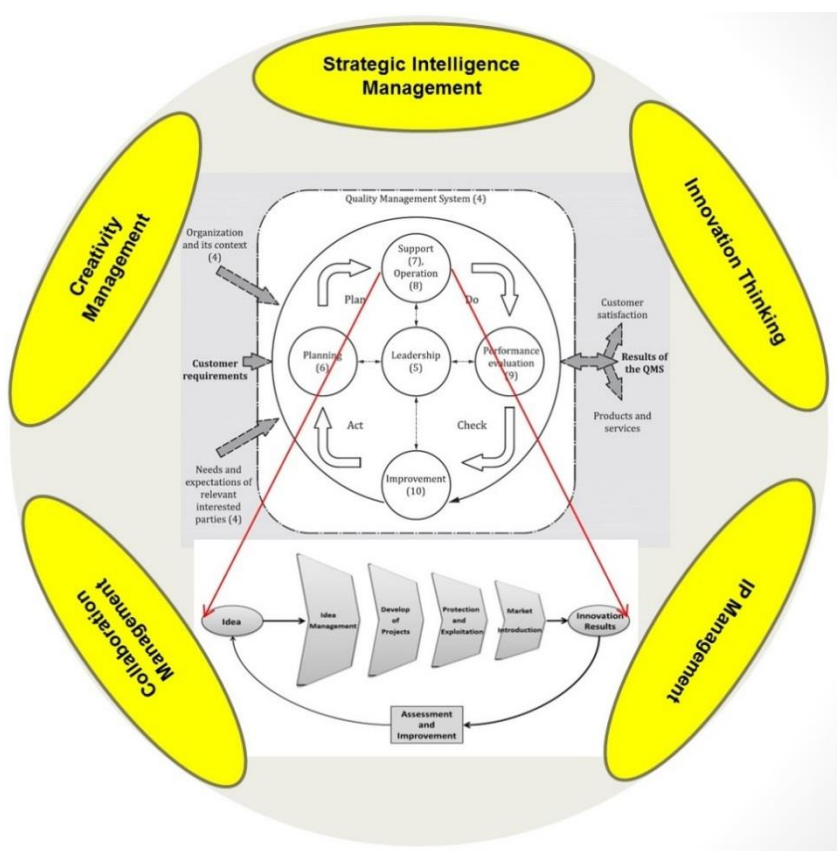 Strategic Intelligence
Management
Creativity
Management
Innovation Thinking
Quality Management System (4)
Organization
and its context
(4)
Support
(7),
Operation
(8)
Plan
Do
Customer
satisfaction
Customer
requirements
Planning
(6)
Leadership
(5)
Performance
evaluation
(9)
Results of
the QMS
Products and
services
Act
Check
Needs and
expectations of
relevant
interested
parties (4)
Improvement
(10)
Collaboration
Management
IP Management
Idea
Idea
Management
Develop
of
Projects
Protection
and
Exploitation
Market
Introduction
Innovation
Results
Assessment
and
Improvement